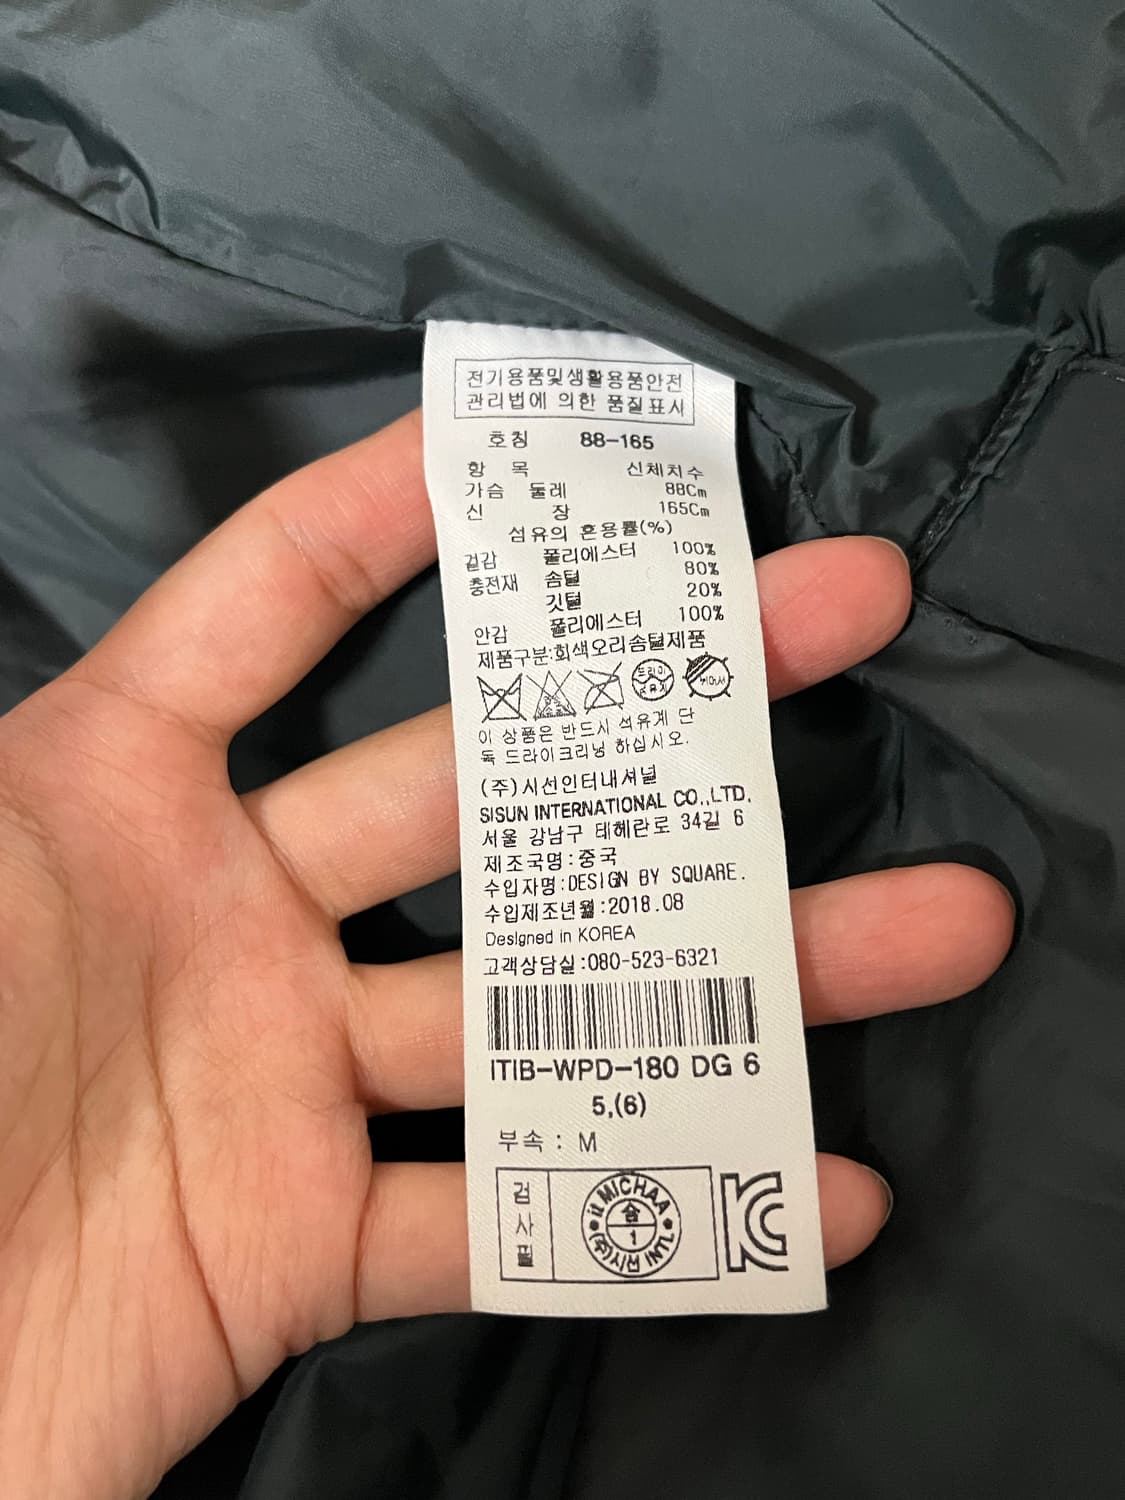 전기용품및생활용품안전
관리법에 의한 품질표시
호칭 88-165
항 목 신체치수
가슴 둘레 88Cm
신 장 165Cm
섬유의 혼용률(%)
겉감 폴리에스터 100%
충전재 솜털 80%
깃털 20%
안감 폴리에스터 100%
제품구분:회색오리솜털제품
드라이
석유계
이 상품은 반드시 석유계 단
독 드라이크리닝 하십시오.
(주)시선인터내셔널
SISUN INTERNATIONAL CO.,LTD.
서울 강남구 테헤란로 34길 6
제조국명:중국
수입자명:DESIGN BY SQUARE.
수입제조년월:2018.08
Designed in KOREA
고객상담실:080-523-6321
ITIB-WPD-180 DG 6
5,(6)
부속 : M
검
사
필
it MICHAA
합
1
(주)시선 INTL
KC